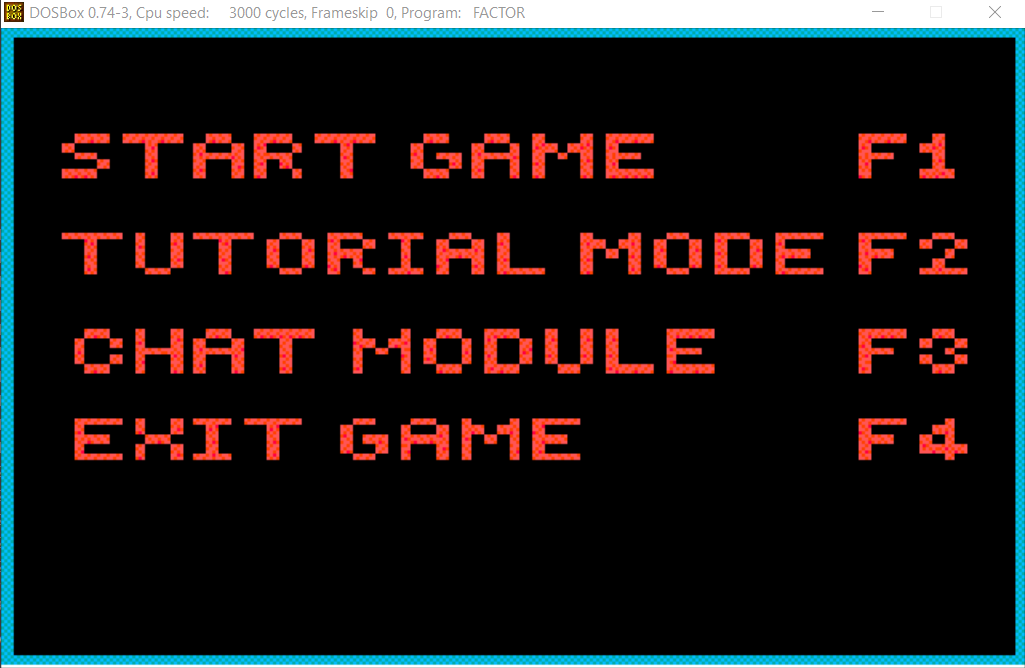 DOSBox 0.74-3, Cpu speed: 3000 cycles, Frameskip 0, Program: FACTOR
START GAME F1
TUTORIAL MODE F2
CHAT MODULE F3
EXIT GAME F4